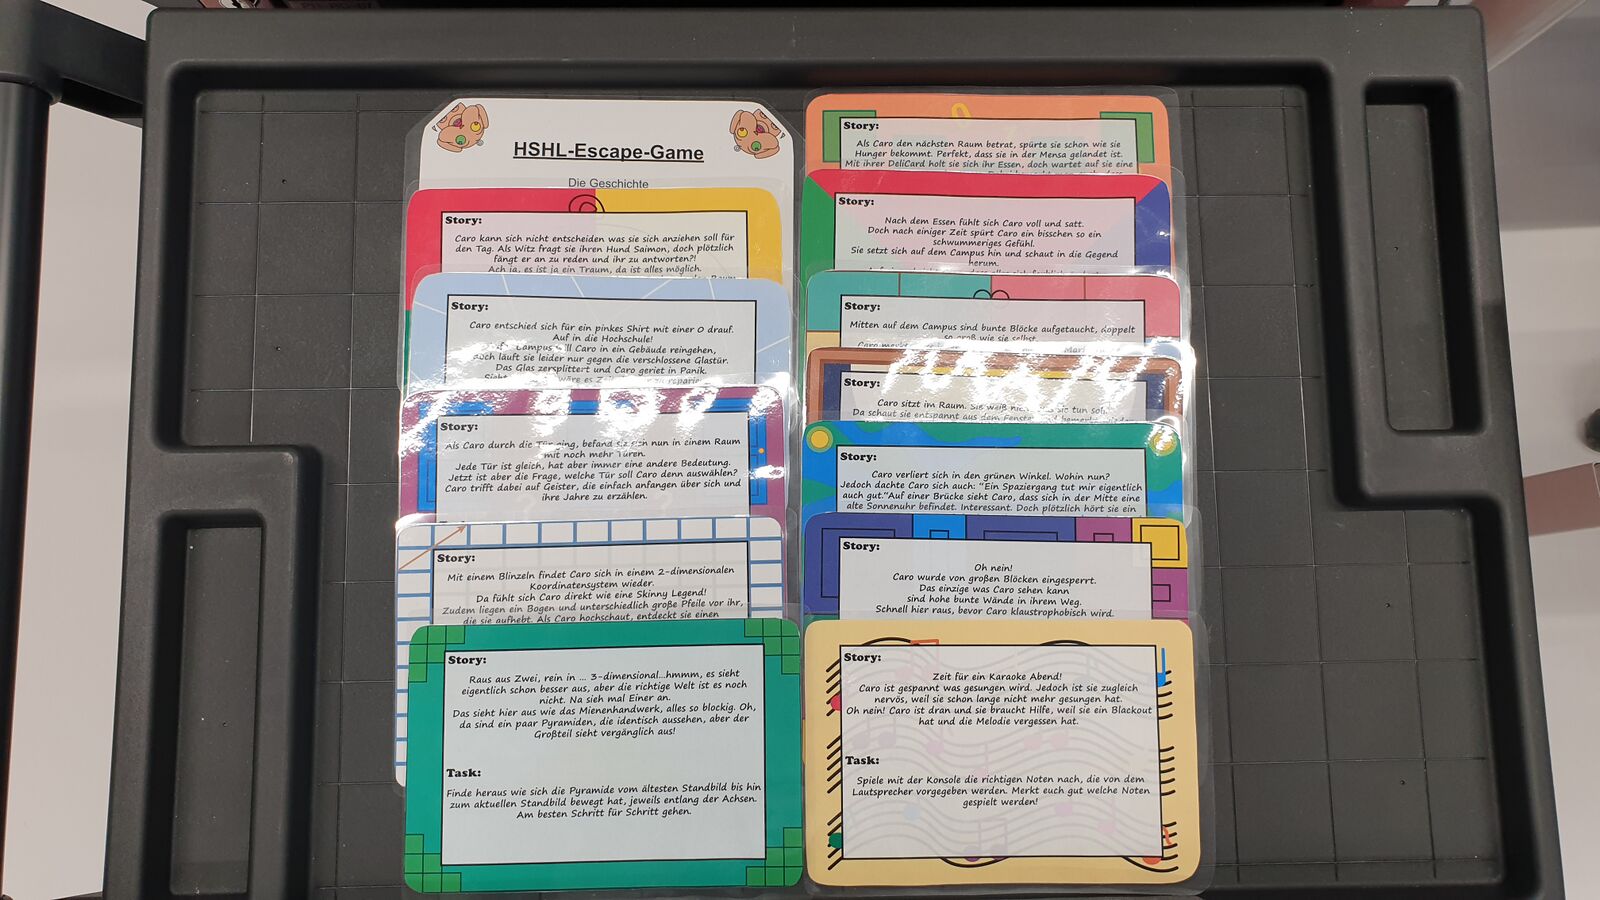 HSHL-Escape-Game
Die Geschichte
Story:
Caro kann sich nicht entscheiden was sie sich anziehen soll für
den Tag. Als Witz fragt sie ihren Hund Saimon, doch plötzlich
fängt er an zu reden und ihr zu antworten?!
Ach ja, es ist ja ein Traum, da ist alles möglich.
Story:
Caro entschied sich für ein pinkes Shirt mit einer 0 drauf.
Auf in die Hochschule!
Campus will Caro in ein Gebäude reingehen,
doch läuft sie leider nur gegen die verschlossene Glastür.
Das Glas zersplittert und Caro geriet in Panik.
Story:
Als Caro durch die Tür ging, befand sie sich nun in einem Raum
mit noch mehr Türen.
Jede Tür ist gleich, hat aber immer eine andere Bedeutung.
Jetzt ist aber die Frage, welche Tür soll Caro denn auswählen?
Caro trifft dabei auf Geister, die einfach anfangen über sich und
ihre Jahre zu erzählen.
Story:
Mit einem Blinzeln findet Caro sich in einem 2-dimensionalen
Koordinatensystem wieder.
Da fühlt sich Caro direkt wie eine Skinny Legend!
Zudem liegen ein Bogen und unterschiedlich große Pfeile vor ihr,
die sie aufhebt. Als Caro hochschaut, entdeckt sie einen
Story:
Raus aus Zwei, rein in ... 3-dimensional...hmmm, es sieht
eigentlich schon besser aus, aber die richtige Welt ist es noch
nicht. Na sieh mal Einer an.
Das sieht hier aus wie das Mienenhandwerk, alles so blockig. Oh,
da sind ein paar Pyramiden, die identisch aussehen, aber der
Großteil sieht vergänglich aus!
Task:
Finde heraus wie sich die Pyramide vom ältesten Standbild bis hin
zum aktuellen Standbild bewegt hat, jeweils entlang der Achsen.
Am besten Schritt für Schritt gehen.
Story:
Als Caro den nächsten Raum betrat, spürte sie schon wie sie
Hunger bekommt. Perfekt, dass sie in der Mensa gelandet ist.
Mit ihrer DeliCard holt sie sich ihr Essen, doch wartet auf sie eine
Story:
Nach dem Essen fühlt sich Caro voll und satt.
Doch nach einiger Zeit spürt Caro ein bisschen so ein
schwummeriges Gefühl.
Sie setzt sich auf dem Campus hin und schaut in die Gegend
herum.
Story:
Mitten auf dem Campus sind bunte Blöcke aufgetaucht, doppelt
so groß wie sie selbst.
Story:
Caro sitzt im Raum. Sie weiß sie tun soll
Da schaut sie entspannt aus dem
Story:
Caro verliert sich in den grünen Winkel. Wohin nun?
Jedoch dachte Caro sich auch: "Ein Spaziergang tut mir eigentlich
auch gut."Auf einer Brücke sieht Caro, dass sich in der Mitte eine
alte Sonnenuhr befindet. Interessant. Doch plötzlich hört sie ein
Story:
Oh nein!
Caro wurde von großen Blöcken eingesperrt.
Das einzige was Caro sehen kann
sind hohe bunte Wände in ihrem Weg.
Schnell hier raus, bevor Caro klaustrophobisch wird.
Story:
Zeit für ein Karaoke Abend!
Caro ist gespannt was gesungen wird. Jedoch ist sie zugleich
nervös, weil sie schon lange nicht mehr gesungen hat.
Oh nein! Caro ist dran und sie braucht Hilfe, weil sie ein Blackout
hat und die Melodie vergessen hat.
Task:
Spiele mit der Konsole die richtigen Noten nach, die von dem
Lautsprecher vorgegeben werden. Merkt euch gut welche Noten
gespielt werden!